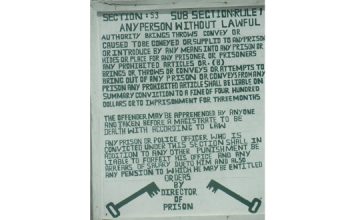 SECTION :53 SUB SECTION:RULE 1
ANY PERSON WITHOUT LAWFUL
AUTHORITY BRINGS THROWS CONVEY OR
CAUSED TO BE CONEYED OR SUPPLID TO ANY PRISON
OR INTRODUCE BY ANY MEANS INTO ANY PRISON OR
HIDES OR PLACE FOR ANY PRISONER, OR PRISONERS
ANY PROHIBITED ARTICLES OR-(B)
BRINGS OR THROWS OR CONVEYS OR ATTEMPTS TO
BRING OUT OF ANY PRISON OR CONVEYS FROM ANY
PRISON ANY PROHIBITED ARTICLE SHALL BE LIABLE ON
SUMMARY CONVICTION TO A FINE OF FOUR HUNDRED
DOLLARS OR TO IMPRISONMENT FOR THREE MONTHS
THE OFFENDER MAY BE APPREHENDED BY ANYONE
AND TAKEN BEFORE A MAGISTRATE TO BE
DEALTH WITH ACCORDING TO LAW
ANY PRISON OR POLICE OFFICER WHO IS
CONVICTED UNDER THIS SECTION SHALL IN
ADDITION TO ANY OTHER PUNISHMENT BE
TABLE TO FORFEIT HIS OFFICE AND ANY
ARREARS OF SALARY DUE TO HIM AND ALSO
ANY PENSION TO WHICH HE MAY BE ENTITLED
ORDERS
BY
DIRECTOR
OF
PRISON